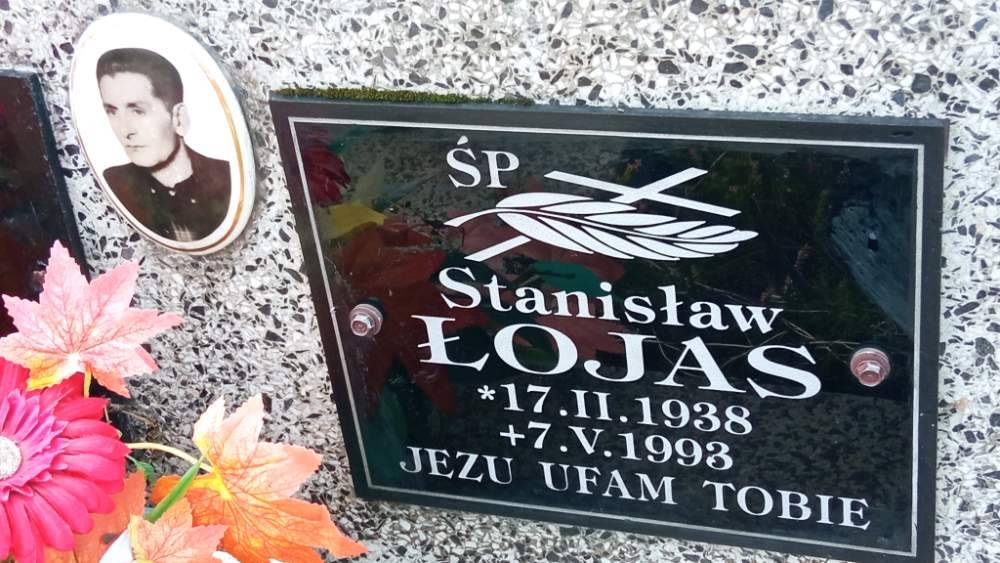 ŚP
Stanisław
ŁOJAS
*17.II.1938
+7.V.1993
JEZU UFAM TOBIE